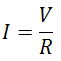 I = V/R